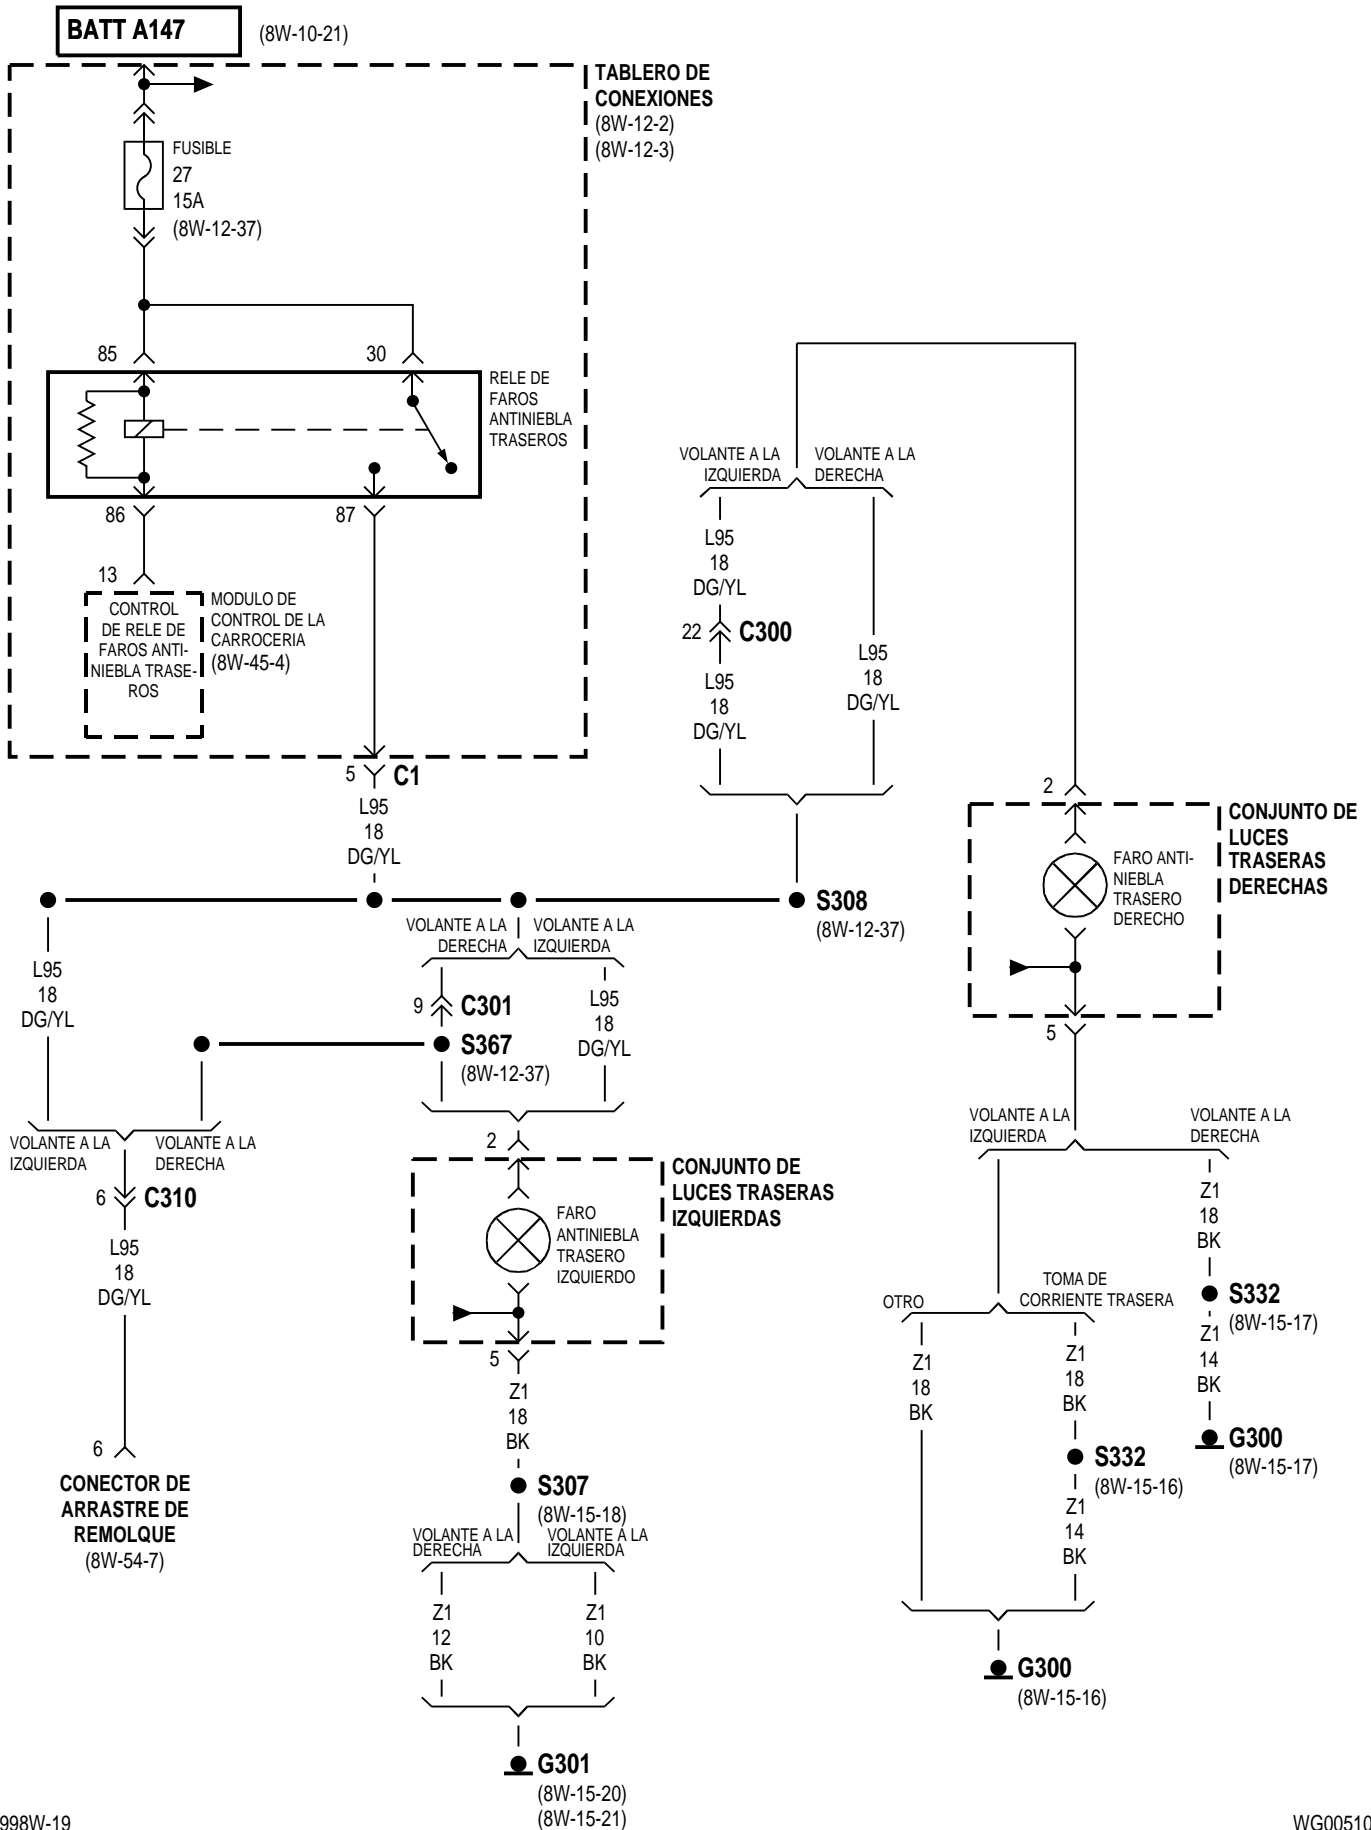 BATT A147
(8W-10-21)
TABLERO DE
CONEXIONES
(8W-12-2)
(8W-12-3)
FUSIBLE
27
15A
(8W-12-37)
85
30
RELE DE
FAROS
ANTINIEBLA
TRASEROS
86
87
13
CONTROL
DE RELE DE
FAROS ANTI-
NIEBLA TRASE-
ROS
MODULO DE
CONTROL DE LA
CARROCERIA
(8W-45-4)
5
C1
L95
18
DG/YL
VOLANTE A LA
IZQUIERDA
VOLANTE A LA
DERECHA
L95
18
DG/YL
22
C300
L95
18
DG/YL
L95
18
DG/YL
S308
(8W-12-37)
2
CONJUNTO DE
LUCES
TRASERAS
DERECHAS
FARO ANTI-
NIEBLA
TRASERO
DERECHO
5
L95
18
DG/YL
VOLANTE A LA
DERECHA
VOLANTE A LA
IZQUIERDA
9
C301
S367
(8W-12-37)
L95
18
DG/YL
VOLANTE A LA
IZQUIERDA
VOLANTE A LA
DERECHA
6
C310
L95
18
DG/YL
6
CONECTOR DE
ARRASTRE DE
REMOLQUE
(8W-54-7)
2
CONJUNTO DE
LUCES TRASERAS
IZQUIERDAS
FARO
ANTINIEBLA
TRASERO
IZQUIERDO
5
Z1
18
BK
S307
(8W-15-18)
VOLANTE A LA
DERECHA
VOLANTE A LA
IZQUIERDA
Z1
12
BK
Z1
10
BK
G301
(8W-15-20)
(8W-15-21)
VOLANTE A LA
IZQUIERDA
VOLANTE A LA
DERECHA
Z1
18
BK
S332
(8W-15-17)
Z1
14
BK
G300
(8W-15-17)
OTRO
TOMA DE
CORRIENTE TRASERA
Z1
18
BK
Z1
18
BK
S332
(8W-15-16)
Z1
14
BK
G300
(8W-15-16)
998W-19
WG00510